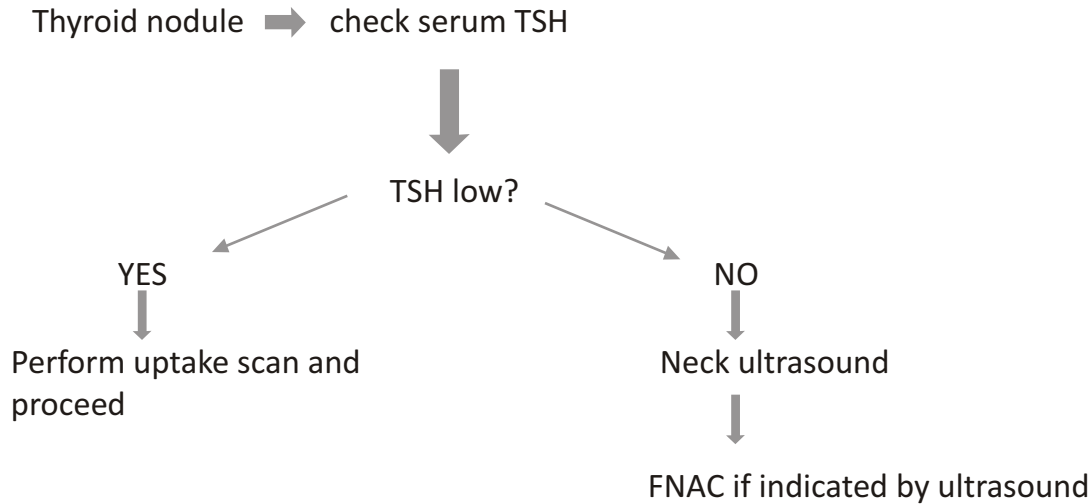 Thyroid nodule check serum TSH
TSH low?
YES
NO
Perform uptake scan and
proceed
Neck ultrasound
FNAC if indicated by ultrasound